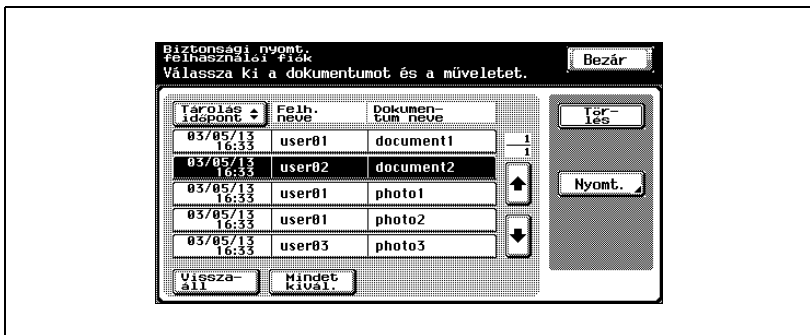 Biztonsági nyomt.
felhasználói fiók
Válassza ki a dokumentumot és a műveletet.
Bezár
Tárolás időpont
Felh. neve
Dokumen-
tum neve
Tör-
lés
03/05/13 16:33 user01 document1
1
1
03/05/13 16:33 user02 document2
03/05/13 16:33 user01 photo1
Nyomt.
03/05/13 16:33 user01 photo2
03/05/13 16:33 user03 photo3
Vissza-
áll
Mindet
kivál.